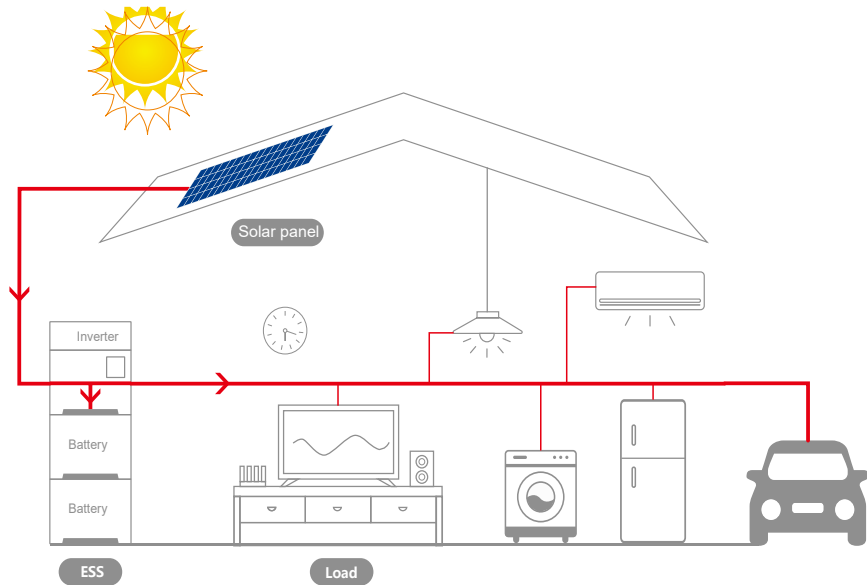 Solar panel
Inverter
Battery
Battery
ESS
Load